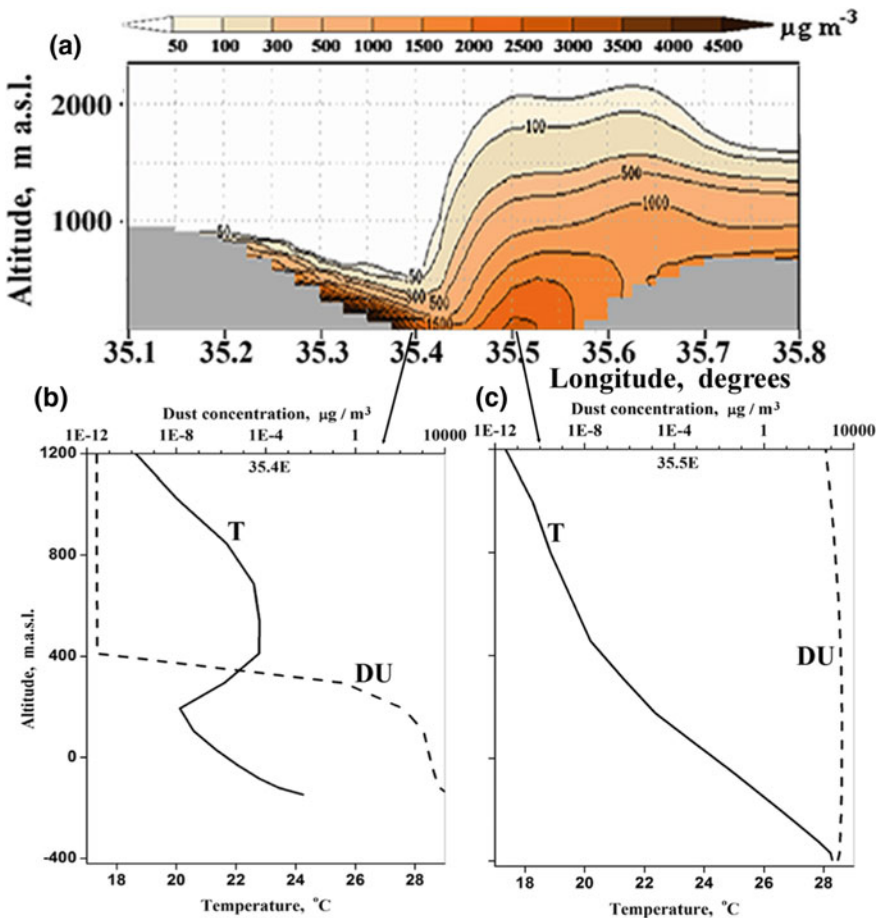 (a)
µg m-3
50 100 300 500 1000 1500 2000 2500 3000 3500 4000 4500
Altitude, m a.s.l.
2000
1000
100
500
1000
50
50
300
500
1500
35.1 35.2 35.3 35.4 35.5 35.6 35.7 35.8
Longitude, degrees
(b)
Dust concentration, µg / m3
1E-12 1E-8 1E-4 1 10000
35.4E
Altitude, m.a.s.l.
1200
800
400
0
-400
T
DU
18 20 22 24 26 28
Temperature, °C
(c)
Dust concentration, µg / m3
1E-12 1E-8 1E-4 1 10000
35.5E
T
DU
18 20 22 24 26 28
Temperature, °C